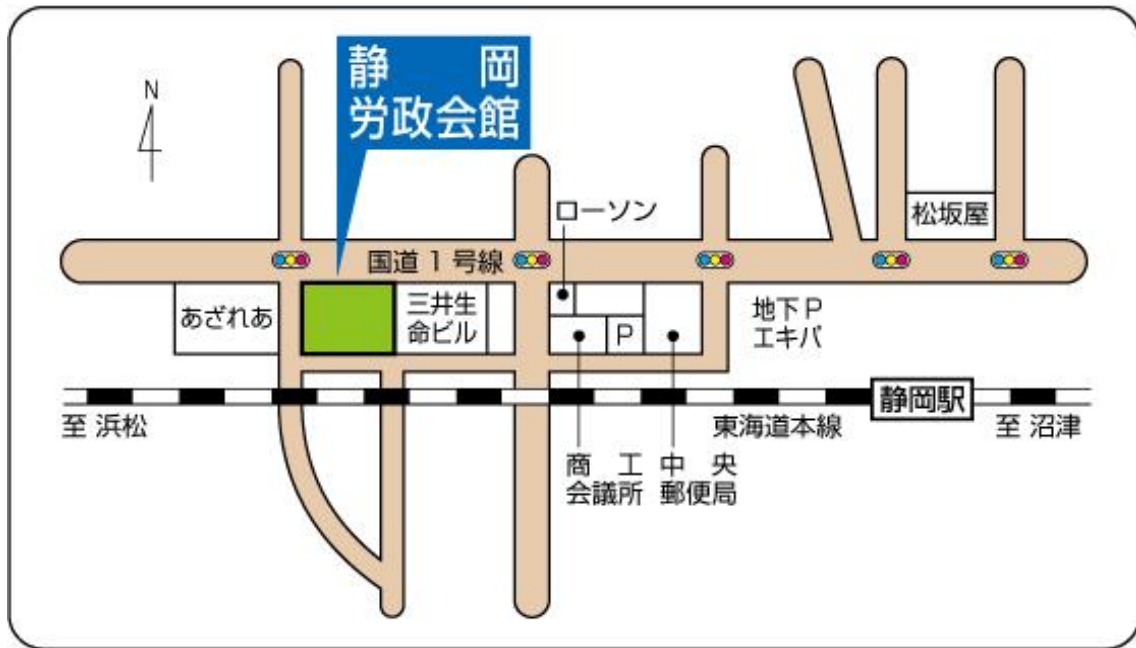 静　岡
労政会館
N
ローソン
松坂屋
国道1号線
あざれあ
三井生
命ビル
P
地下P
エキパ
静岡駅
至 浜松
東海道本線
至 沼津
商　工
会議所
中　央
郵便局